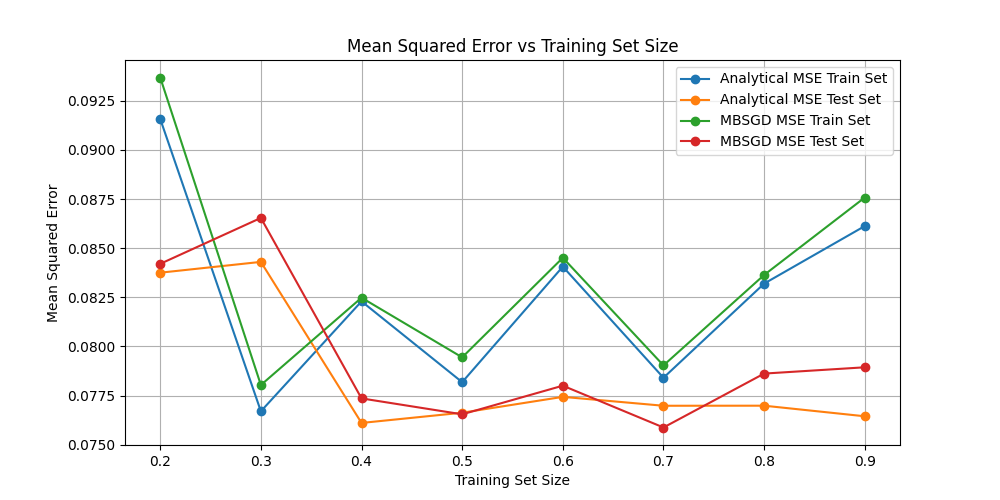 Mean Squared Error vs Training Set Size
Analytical MSE Train Set
Analytical MSE Test Set
MBSGD MSE Train Set
MBSGD MSE Test Set
Mean Squared Error
0.0925
0.0900
0.0875
0.0850
0.0825
0.0800
0.0775
0.0750
0.2 0.3 0.4 0.5 0.6 0.7 0.8 0.9
Training Set Size